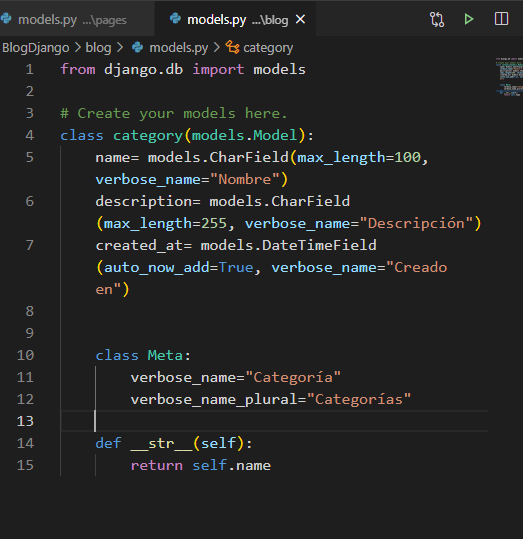 models.py ...\pages
models.py ...\blog
BlogDjango > blog > models.py > category
1 from django.db import models
2
3 # Create your models here.
4 class category(models.Model):
5 name= models.CharField(max_length=100,
verbose_name="Nombre")
6 description= models.CharField
(max_length=255, verbose_name="Descripción")
7 created_at= models.DateTimeField
(auto_now_add=True, verbose_name="Creado
en")
8
9
10 class Meta:
11 verbose_name="Categoría"
12 verbose_name_plural="Categorías"
13
14 def __str__(self):
15 return self.name